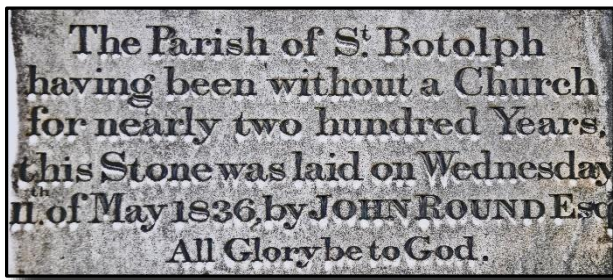 The Parish of St. Botolph
having been without a Church
for nearly two hundred Years,
this Stone was laid on Wednesday
11th. of May 1836, by JOHN ROUND Esq
All Glory be to God.